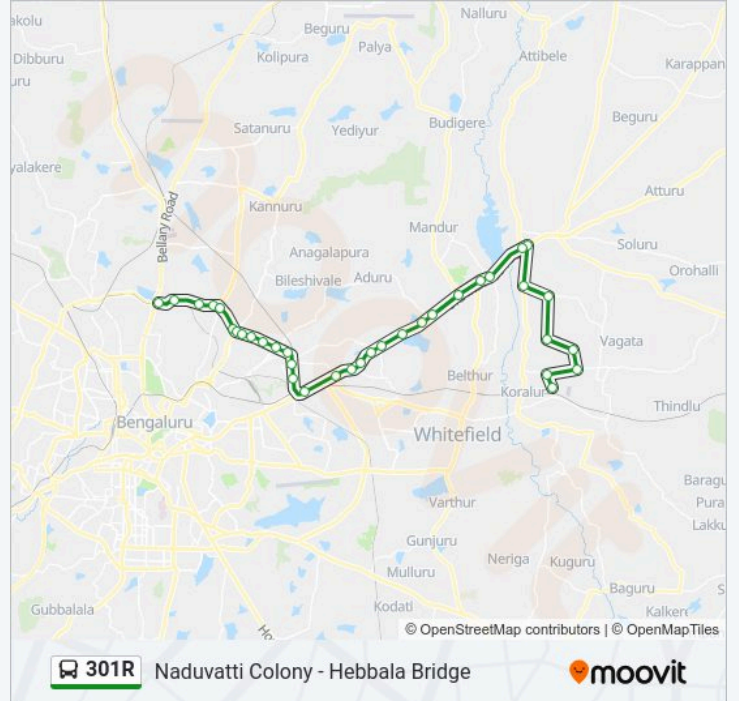 akolu
Beguru
Nalluru
Dibburu
Kolipura
Palya
Attibele
Karappan
uru
Satanuru
Yediyur
Budigere
Beguru
yalakere
Atturu
Kannuru
Bellary Road
Mandur
Soluru
Anagalapura
Bileshivale
Aduru
Orohalli
Vagata
Belthur
Koralur
Thindlu
Bengaluru
Whitefield
Baragu
Varthur
Pura
Lakku
Gunjuru
Neriga
Kuguru
Mulluru
Baguru
S
Gubbalala
Kodati
Kalkere
Ho
© OpenStreetMap contributors | © OpenMapTiles
301R Naduvatti Colony - Hebbala Bridge
moovit